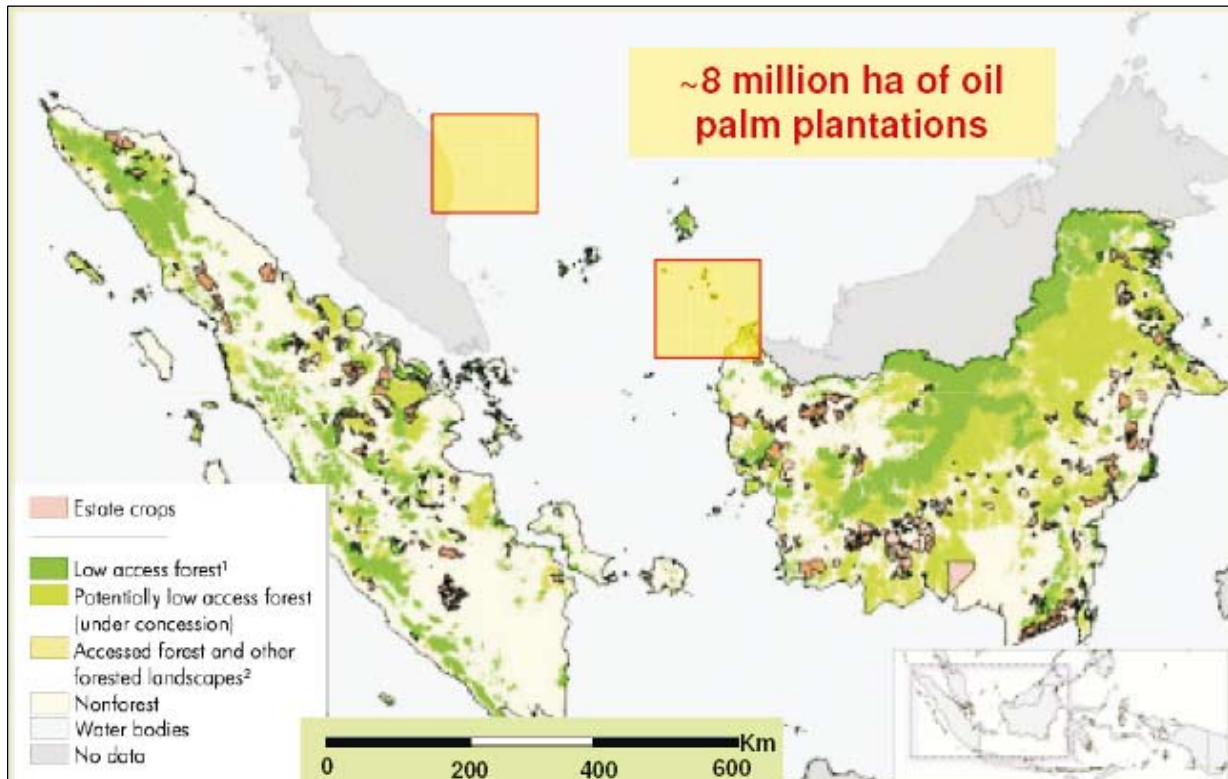 ~8 million ha of oil
palm plantations
Estate crops
Low access forest¹
Potentially low access forest
(under concession)
Accessed forest and other
forested landscapes²
Nonforest
Water bodies
No data
Km
0 200 400 600